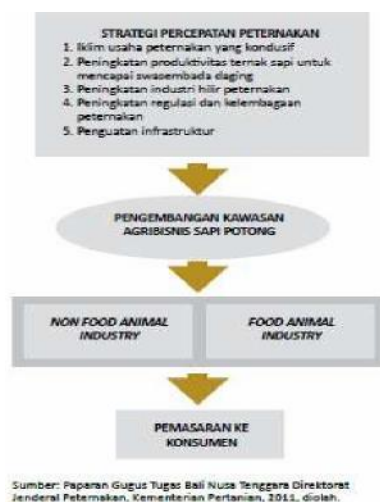 STRATEGI PERCEPATAN PETERNAKAN
1. Iklim usaha peternakan yang kondusif
2. Peningkatan produktivitas ternak sapi untuk
mencapai swasembada daging
3. Peningkatan industri hilir peternakan
4. Peningkatan regulasi dan kelembagaan
peternakan
5. Penguatan infrastruktur
PENGEMBANGAN KAWASAN
AGRIBISNIS SAPI POTONG
NON FOOD ANIMAL
INDUSTRY
FOOD ANIMAL
INDUSTRY
PEMASARAN KE
KONSUMEN
Sumber: Paparan Gugus Tugas Bali Nusa Tenggara Direktorat
Jenderal Peternakan, Kementerian Pertanian, 2011, diolah.